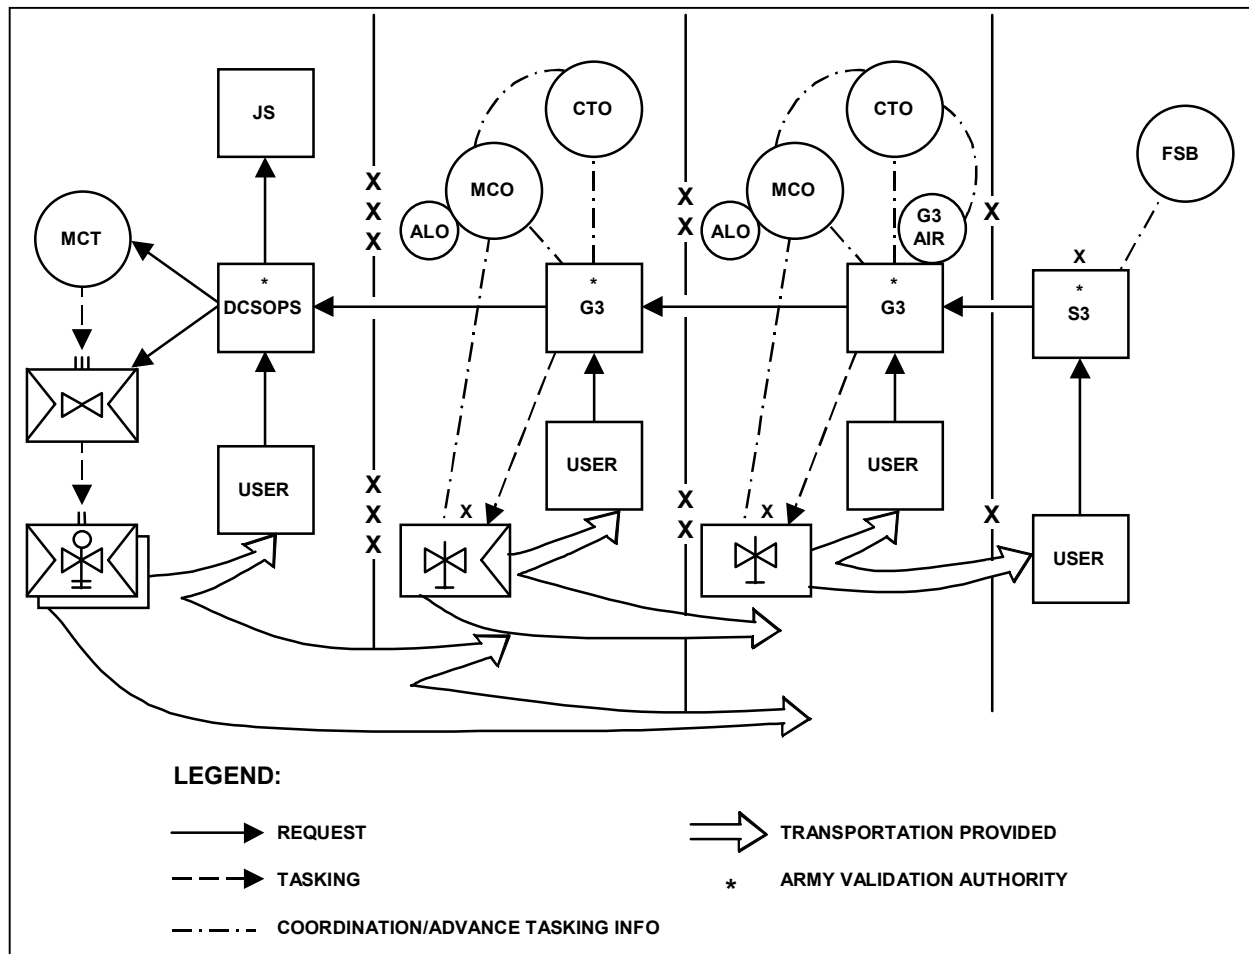 JS
CTO
CTO
FSB
MCO
MCO
X
X
X
X
X
X
ALO
ALO
G3
AIR
MCT
X
*
DCSOPS
*
G3
*
G3
*
S3
USER
USER
USER
X
X
X
X
X
X
X
X
USER
LEGEND:
REQUEST
TRANSPORTATION PROVIDED
TASKING
* ARMY VALIDATION AUTHORITY
COORDINATION/ADVANCE TASKING INFO